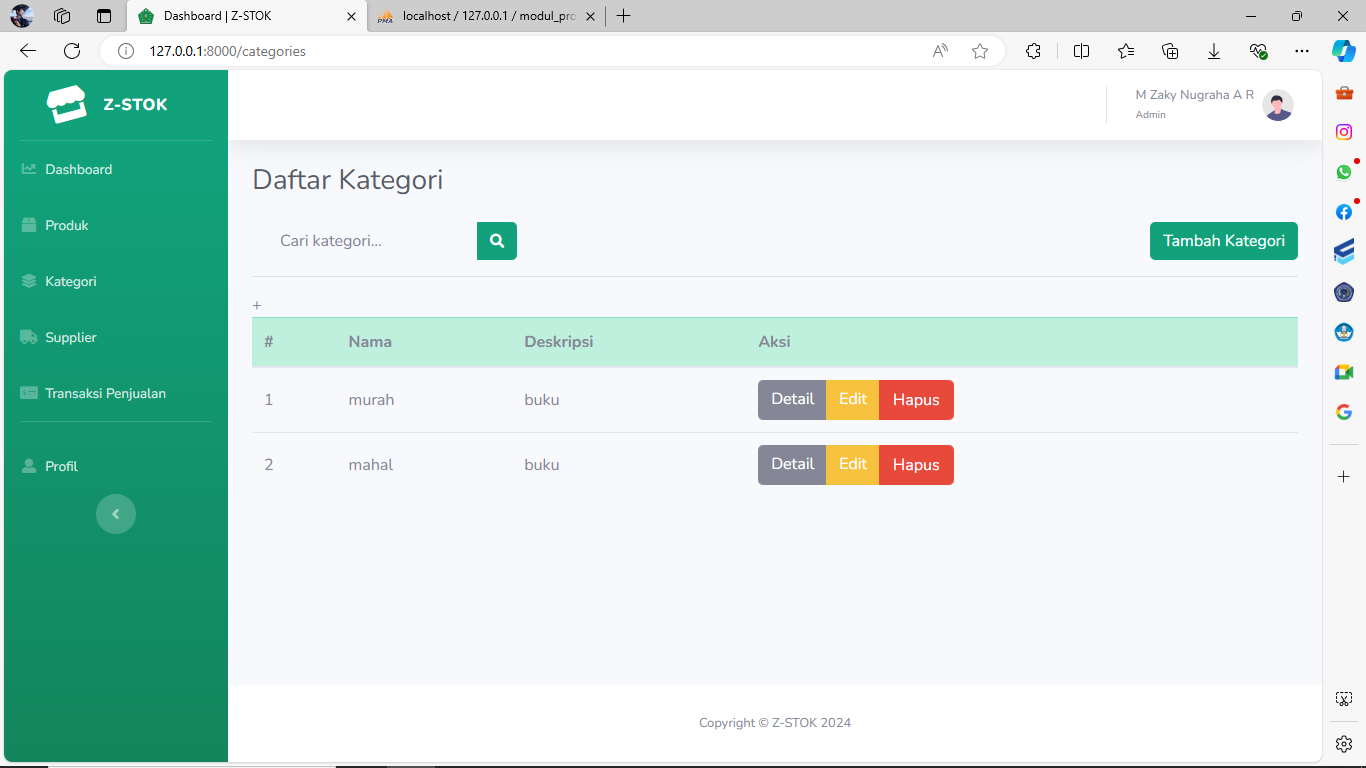 Dashboard | Z-STOK
localhost / 127.0.0.1 / modul_pro
127.0.0.1:8000/categories
Z-STOK
M Zaky Nugraha A R
Admin
Dashboard
Produk
Kategori
Supplier
Transaksi Penjualan
Profil
Daftar Kategori
Cari kategori...
Tambah Kategori
+
# Nama Deskripsi Aksi
1 murah buku Detail Edit Hapus
2 mahal buku Detail Edit Hapus
Copyright © Z-STOK 2024